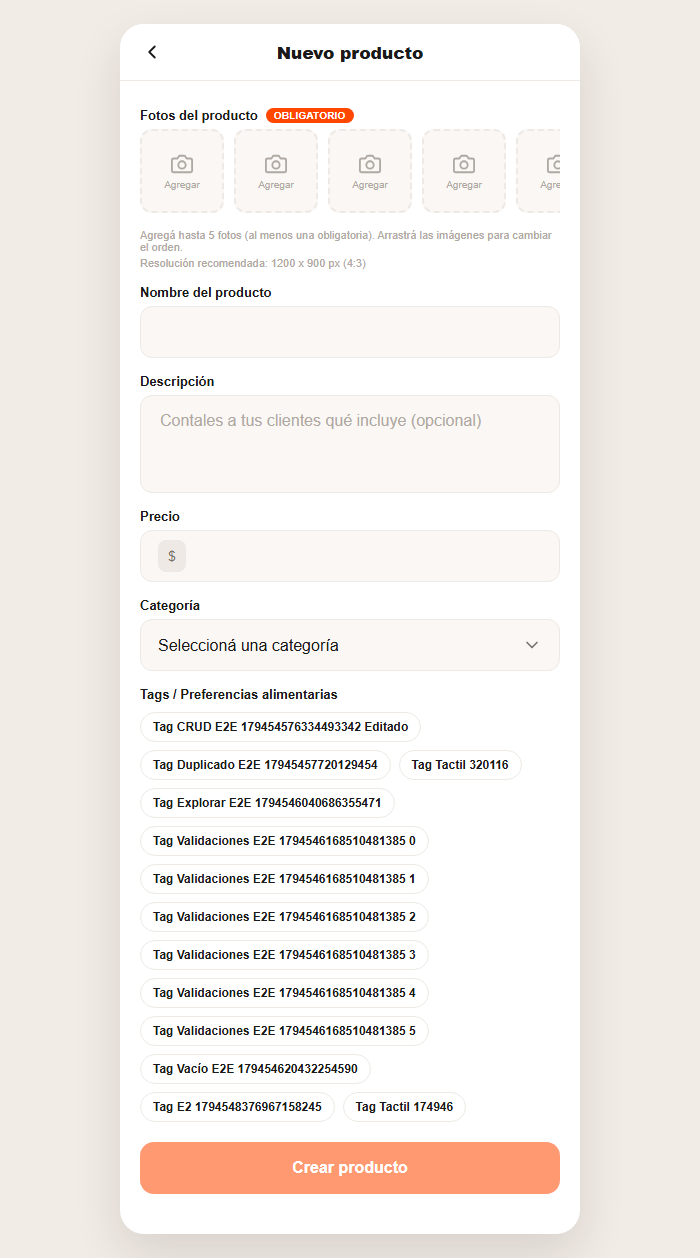 Nuevo producto
Fotos del producto OBLIGATORIO
Agregar Agregar Agregar Agregar Agre
Agregá hasta 5 fotos (al menos una obligatoria). Arrastrá las imágenes para cambiar
el orden.
Resolución recomendada: 1200 x 900 px (4:3)
Nombre del producto
Descripción
Contales a tus clientes qué incluye (opcional)
Precio
$
Categoría
Seleccioná una categoría
Tags / Preferencias alimentarias
Tag CRUD E2E 179454576334493342 Editado
Tag Duplicado E2E 17945457720129454 Tag Tactil 320116
Tag Explorar E2E 1794546040686355471
Tag Validaciones E2E 1794546168510481385 0
Tag Validaciones E2E 1794546168510481385 1
Tag Validaciones E2E 1794546168510481385 2
Tag Validaciones E2E 1794546168510481385 3
Tag Validaciones E2E 1794546168510481385 4
Tag Validaciones E2E 1794546168510481385 5
Tag Vacío E2E 179454620432254590
Tag E2 1794548376967158245 Tag Tactil 174946
Crear producto